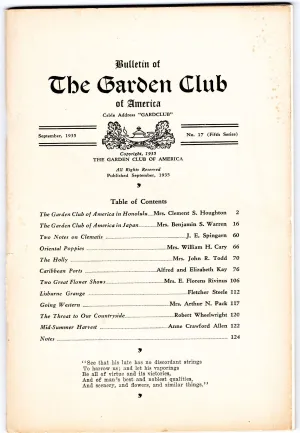 Bulletin of
The Garden Club
of America
Cable Address "GARDCLUB"
September, 1935
No. 17 (Fifth Series)
Copyright, 1935
THE GARDEN CLUB OF AMERICA
All Rights Reserved
Published September, 1935
Table of Contents
The Garden Club of America in Honolulu...Mrs. Clement S. Houghton 2
The Garden Club of America in Japan...Mrs. Benjamin S. Warren 16
Two Notes on Clematis...J. E. Spingarn 60
Oriental Poppies...Mrs. William H. Cary 66
The Holly...Mrs. John R. Todd 70
Caribbean Ports...Alfred and Elizabeth Kay 76
Two Great Flower Shows...Mrs. E. Florens Rivinus 106
Lisburne Grange...Fletcher Steele 112
Going Western...Mrs. Arthur N. Pack 117
The Threat to Our Countryside...Robert Wheelwright 120
Mid-Summer Harvest...Anne Crawford Allen 122
Notes...124
"See that his lute has no discordant strings
To harrow us; and let his vaporings
Be all of virtue and its victories,
And of man's best and noblest qualities,
And scenery, and flowers, and similar things."